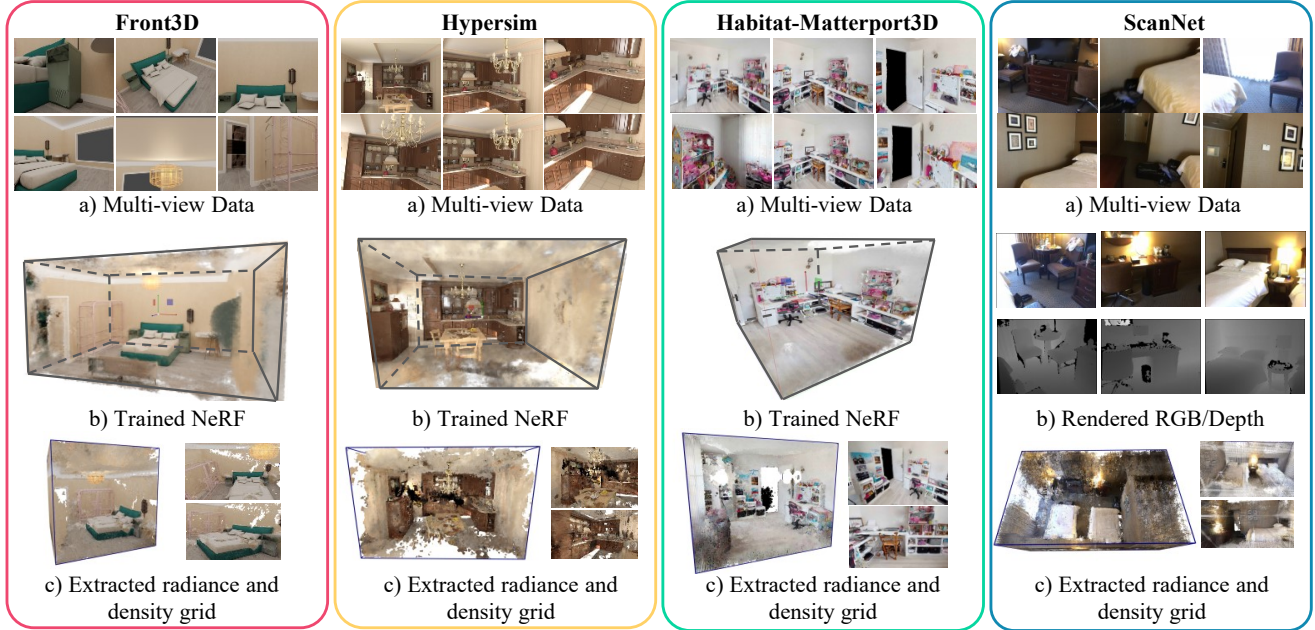 Front3D
a) Multi-view Data
b) Trained NeRF
c) Extracted radiance and
density grid
Hypersim
a) Multi-view Data
b) Trained NeRF
c) Extracted radiance and
density grid
Habitat-Matterport3D
a) Multi-view Data
b) Trained NeRF
c) Extracted radiance and
density grid
ScanNet
a) Multi-view Data
b) Rendered RGB/Depth
c) Extracted radiance and
density grid